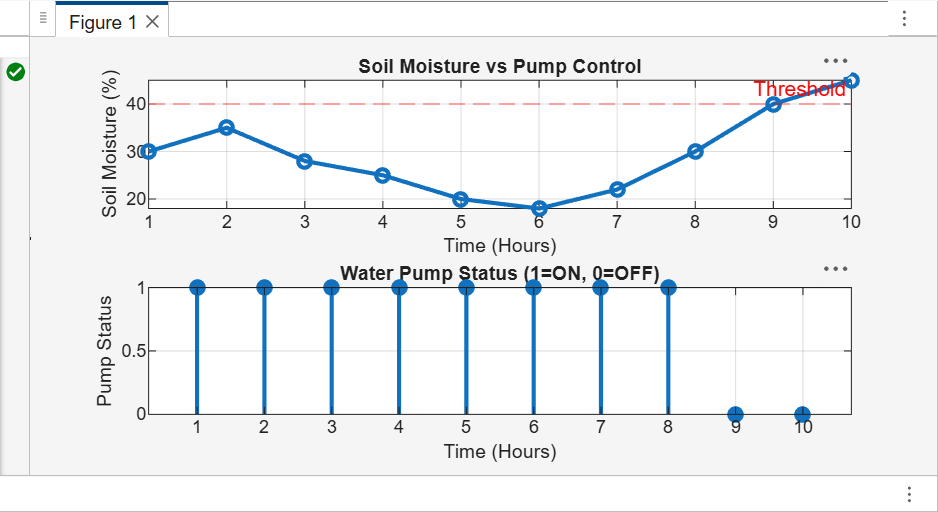 Figure 1
Soil Moisture vs Pump Control
Soil Moisture (%)
40
30
20
Threshold
1 2 3 4 5 6 7 8 9 10
Time (Hours)
Water Pump Status (1=ON, 0=OFF)
Pump Status
1
0.5
0
1 2 3 4 5 6 7 8 9 10
Time (Hours)